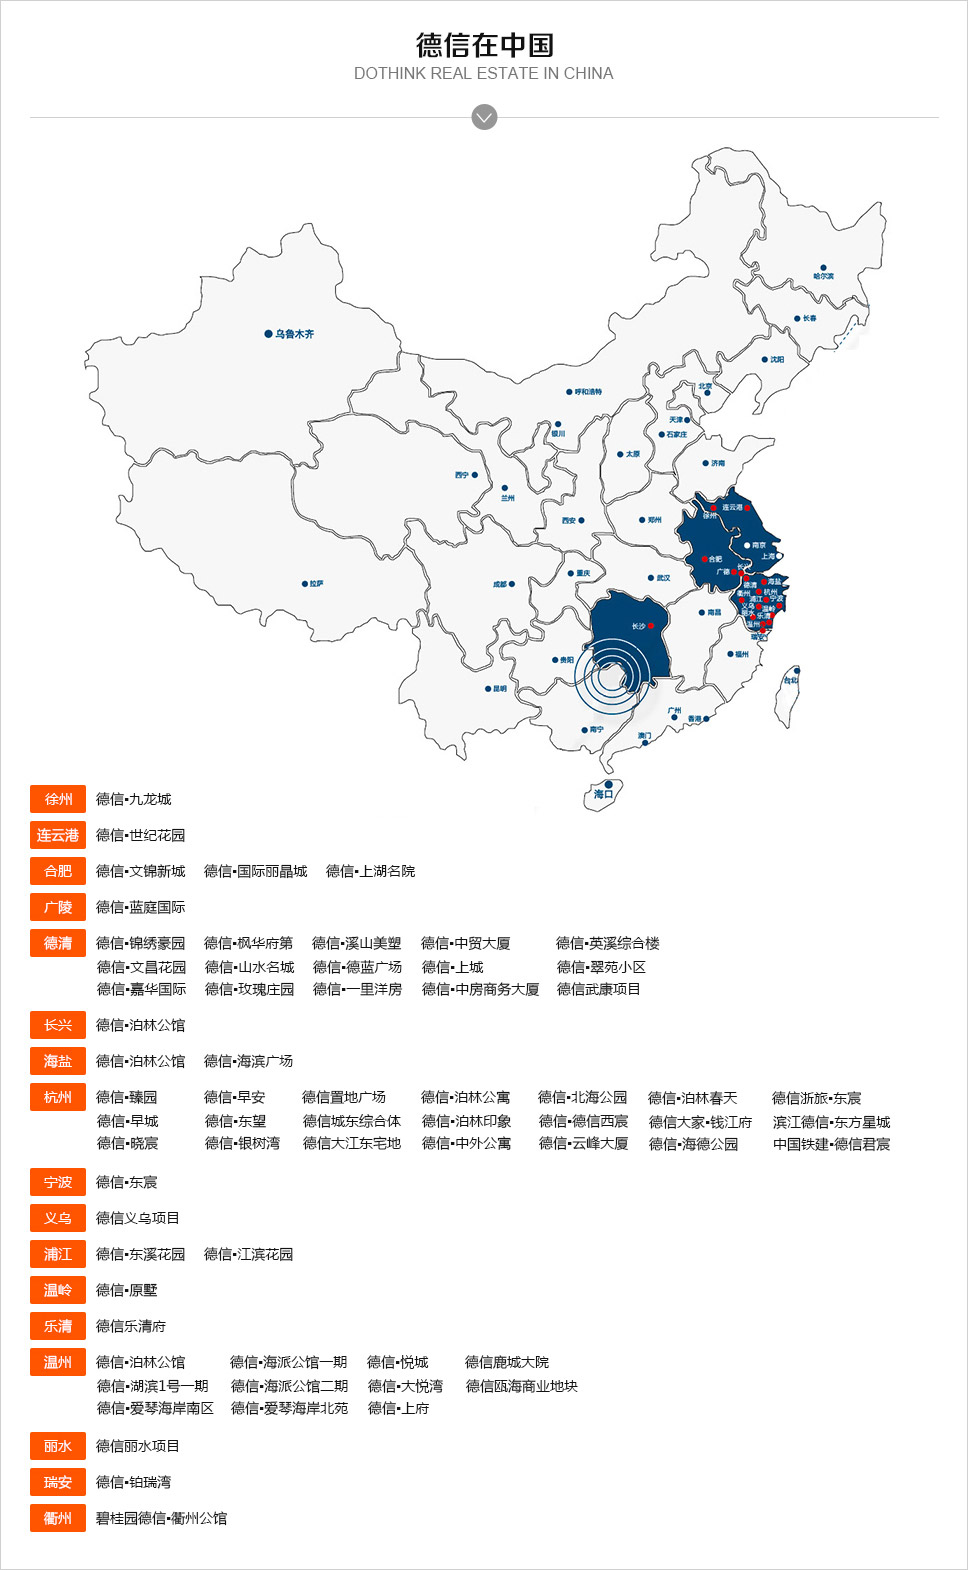 德信在中国
DOTHINK REAL ESTATE IN CHINA
哈尔滨
长春
乌鲁木齐
沈阳
北京
呼和浩特
天津
银川
石家庄
太原
济南
西宁
兰州
连云港
徐州
西安
郑州
南京
上海
合肥
长兴
广德
重庆
武汉
拉萨
成都
德清
海盐
衢州
杭州
浦江
宁波
义乌
温岭
丽水
乐清
南昌
长沙
温州
瑞安
福州
贵阳
台北
昆明
广州
香港
南宁
澳门
海口
徐州 德信▪九龙城
连云港 德信▪世纪花园
合肥 德信▪文锦新城 德信▪国际丽晶城 德信▪上湖名院
广陵 德信▪蓝庭国际
德清 德信▪锦绣豪园 德信▪枫华府第 德信▪溪山美塑 德信▪中贸大厦 德信▪英溪综合楼
德信▪文昌花园 德信▪山水名城 德信▪德蓝广场 德信▪上城 德信▪翠苑小区
德信▪嘉华国际 德信▪玫瑰庄园 德信▪一里洋房 德信▪中房商务大厦 德信武康项目
长兴 德信▪泊林公馆
海盐 德信▪泊林公馆 德信▪海滨广场
杭州 德信▪臻园 德信▪早安 德信置地广场 德信▪泊林公寓 德信▪北海公园 德信▪泊林春天 德信浙旅▪东宸
德信▪早城 德信▪东望 德信城东综合体 德信▪泊林印象 德信▪德信西宸 德信大家▪钱江府 滨江德信▪东方星城
德信▪晓宸 德信▪银树湾 德信大江东宅地 德信▪中外公寓 德信▪云峰大厦 德信▪海德公园 中国铁建▪德信君宸
宁波 德信▪东宸
义乌 德信义乌项目
浦江 德信▪东溪花园 德信▪江滨花园
温岭 德信▪原墅
乐清 德信乐清府
温州 德信▪泊林公馆 德信▪海派公馆一期 德信▪悦城 德信鹿城大院
德信▪湖滨1号一期 德信▪海派公馆二期 德信▪大悦湾 德信瓯海商业地块
德信▪爱琴海岸南区 德信▪爱琴海岸北苑 德信▪上府
丽水 德信丽水项目
瑞安 德信▪铂瑞湾
衢州 碧桂园德信▪衢州公馆